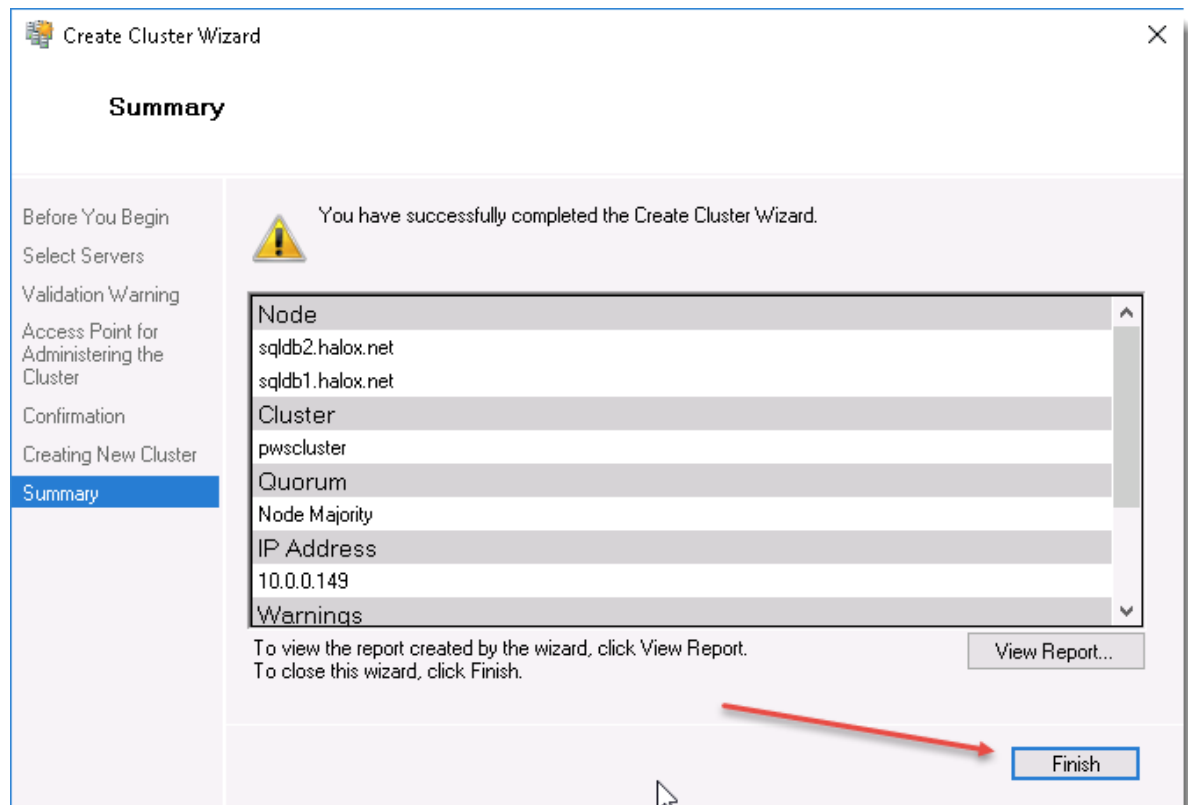 Create Cluster Wizard
Summary
Before You Begin
Select Servers
Validation Warning
Access Point for
Administering the
Cluster
Confirmation
Creating New Cluster
Summary
You have successfully completed the Create Cluster Wizard.
Node
sqldb2.halox.net
sqldb1.halox.net
Cluster
pwscluster
Quorum
Node Majority
IP Address
10.0.0.149
Warnings
To view the report created by the wizard, click View Report.
To close this wizard, click Finish.
View Report...
Finish